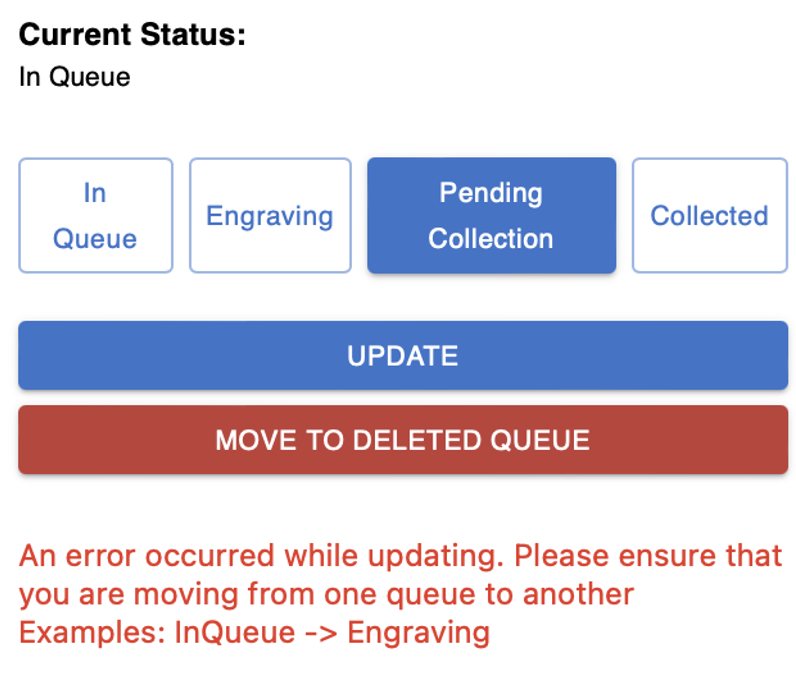 Current Status:
In Queue
In
Queue
Engraving
Pending
Collection
Collected
UPDATE
MOVE TO DELETED QUEUE
An error occurred while updating. Please ensure that
you are moving from one queue to another
Examples: InQueue -> Engraving